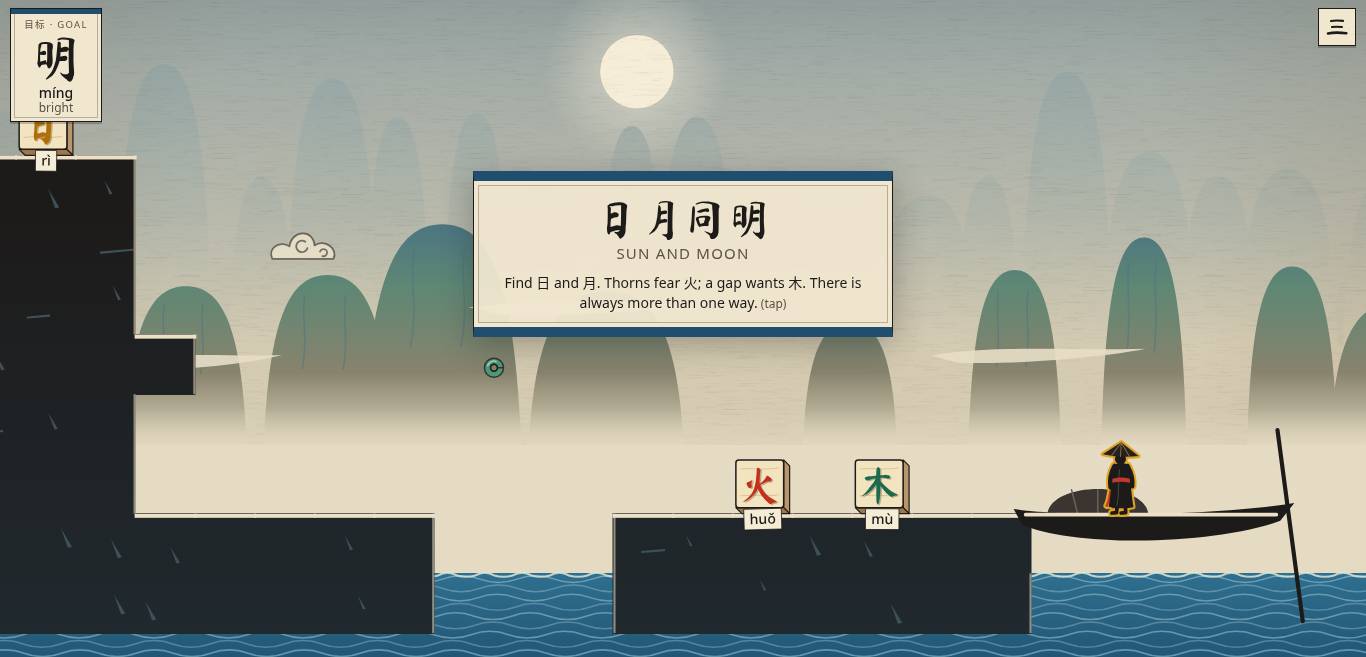 目标 · GOAL
明
míng
bright
日
rì
三
日月同明
SUN AND MOON
Find 日 and 月. Thorns fear 火; a gap wants 木. There is
always more than one way. (tap)
火
huǒ
木
mù